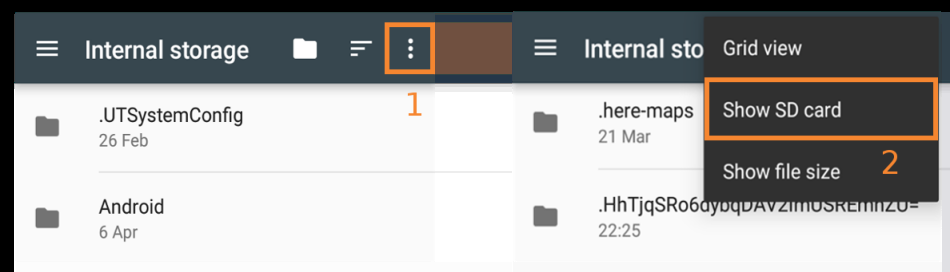 Internal storage
1
.UTSystemConfig
26 Feb
Android
6 Apr
Internal sto
Grid view
Show SD card
Show file size
2
.here-maps
21 Mar
22:25